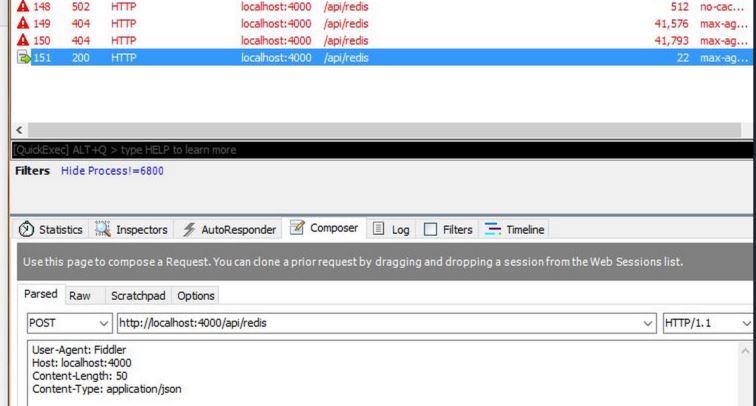 148 502 HTTP localhost:4000 /api/redis 512 no-cac...
149 404 HTTP localhost:4000 /api/redis 41,576 max-ag...
150 404 HTTP localhost:4000 /api/redis 41,793 max-ag...
151 200 HTTP localhost:4000 /api/redis 22 max-ag...
[QuickExec] ALT+Q > type HELP to learn more
Filters Hide Process!=6800
Statistics Inspectors AutoResponder Composer Log Filters Timeline
Use this page to compose a Request. You can clone a prior request by dragging and dropping a session from the Web Sessions list.
Parsed Raw Scratchpad Options
POST http://localhost:4000/api/redis HTTP/1.1
User-Agent: Fiddler
Host: localhost:4000
Content-Length: 50
Content-Type: application/json